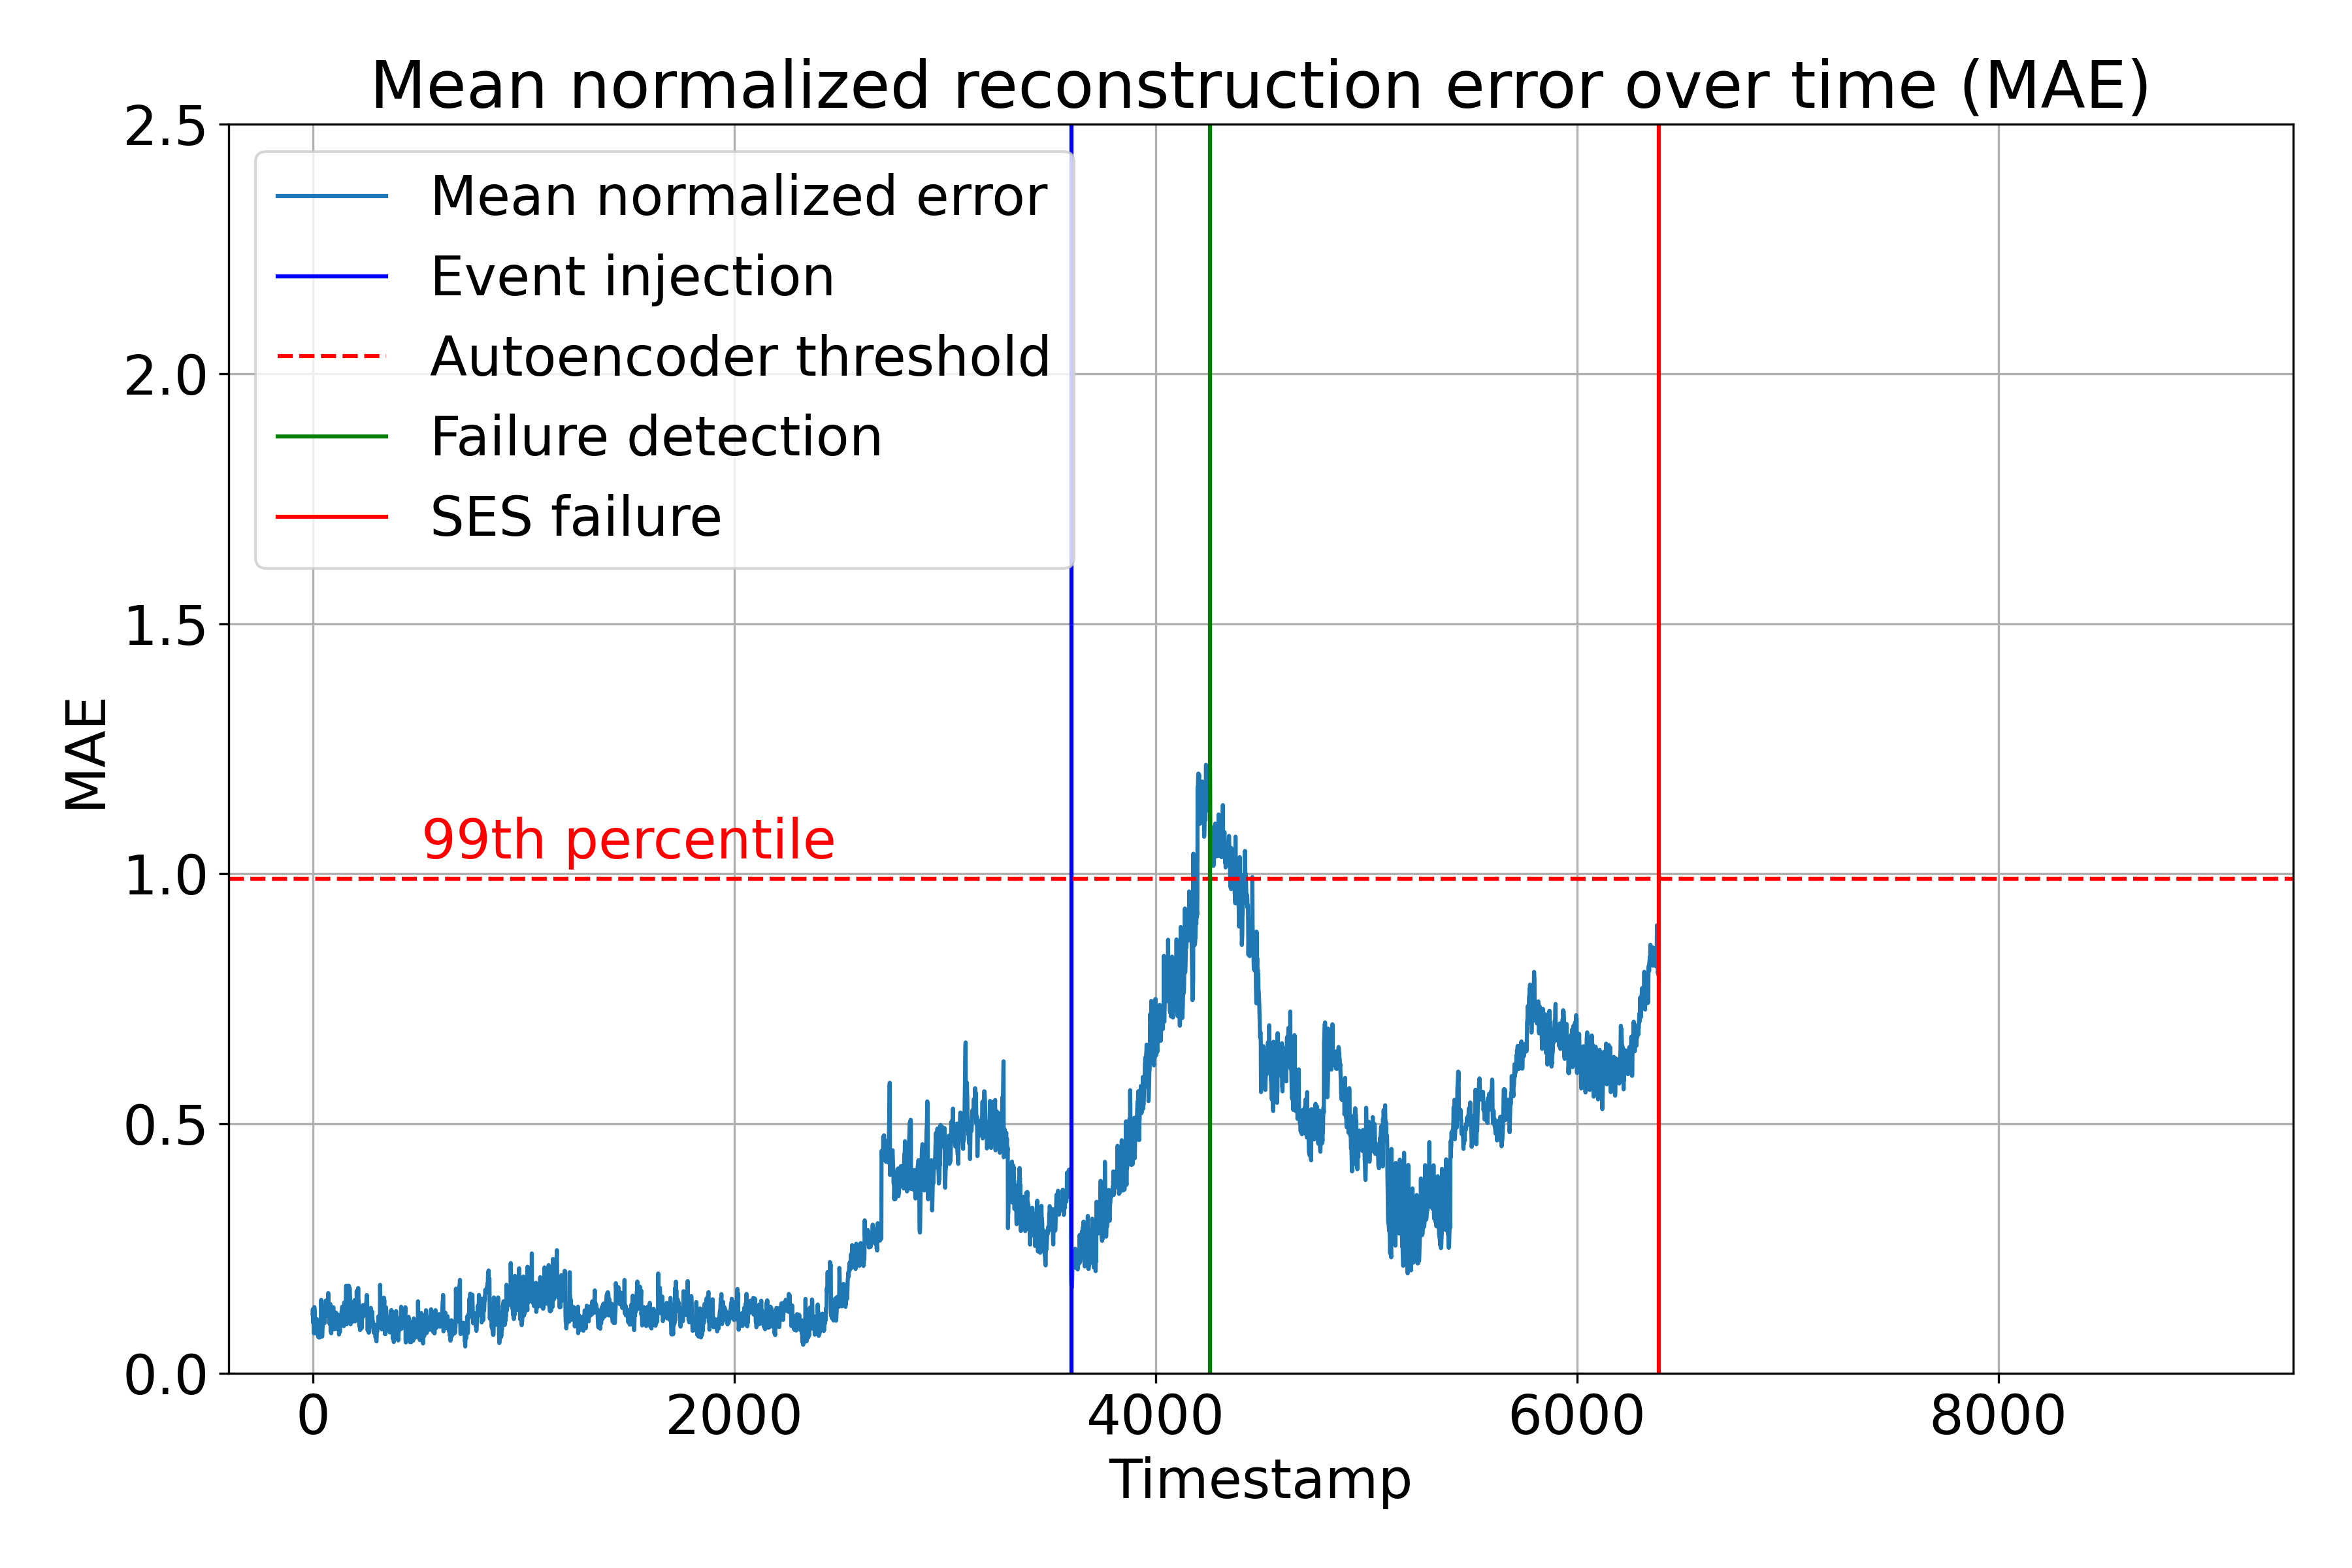 Mean normalized reconstruction error over time (MAE)
2.5
2.0
1.5
1.0
0.5
0.0
MAE
Mean normalized error
Event injection
Autoencoder threshold
Failure detection
SES failure
99th percentile
0 2000 4000 6000 8000
Timestamp